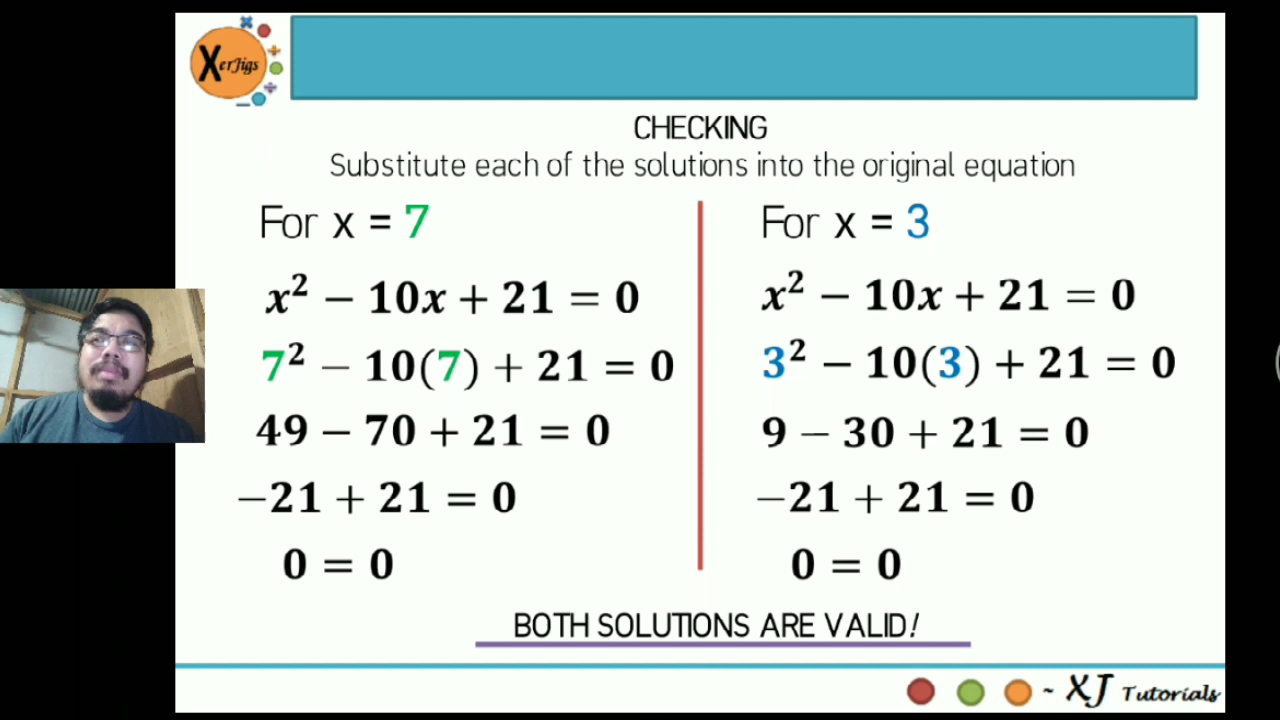 XerJigs
CHECKING
Substitute each of the solutions into the original equation
For x = 7
x² − 10x + 21 = 0
7² − 10(7) + 21 = 0
49 − 70 + 21 = 0
−21 + 21 = 0
0 = 0
For x = 3
x² − 10x + 21 = 0
3² − 10(3) + 21 = 0
9 − 30 + 21 = 0
−21 + 21 = 0
0 = 0
BOTH SOLUTIONS ARE VALID!
~ XJ Tutorials